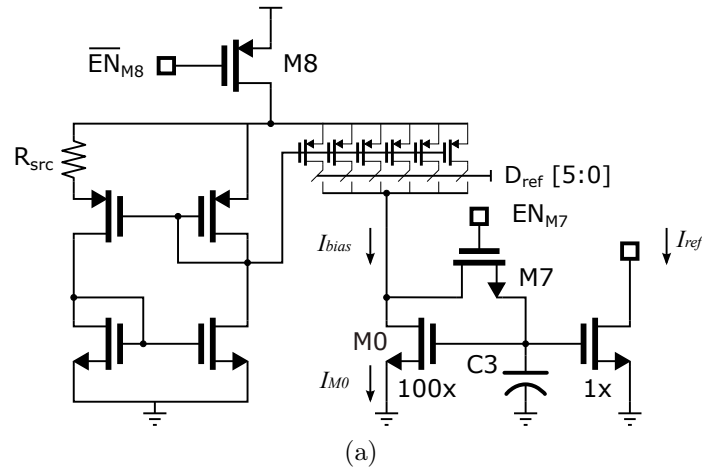 EN_M8
M8
R_src
D_ref [5:0]
EN_M7
I_bias
I_ref
M7
M0
C3
I_M0
100x
1x
(a)